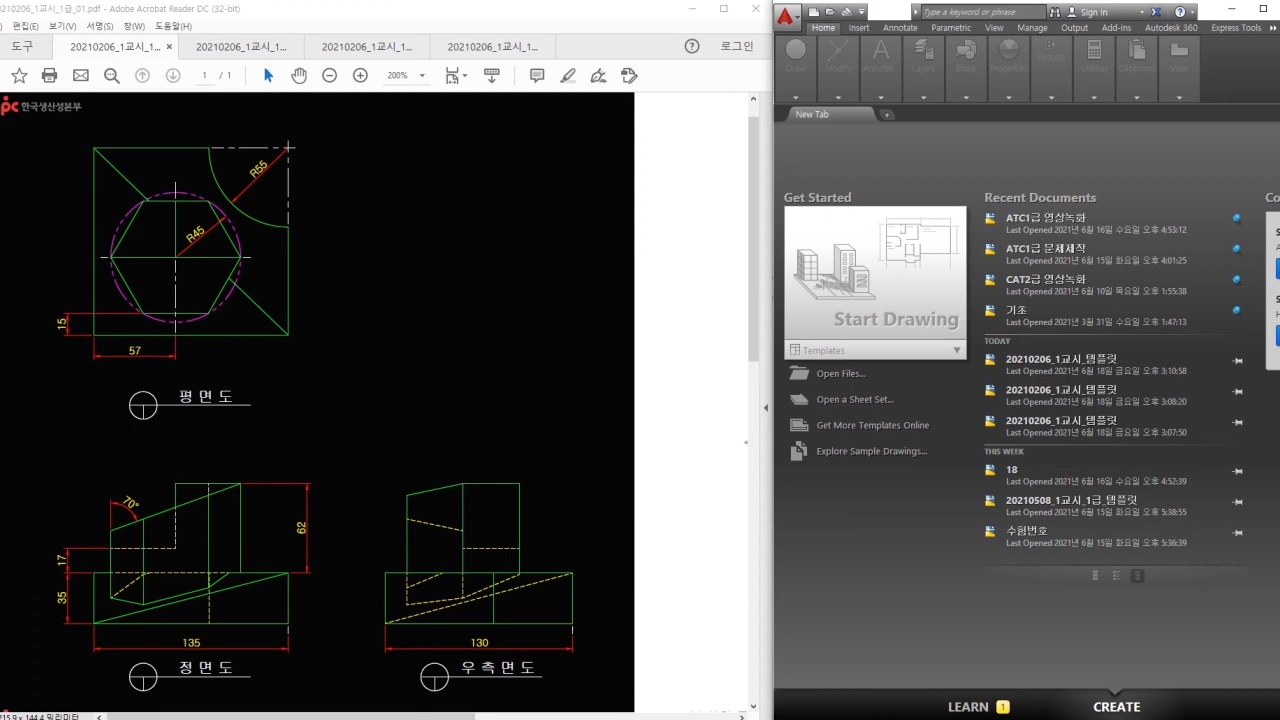 20210206_1교시_1급_01.pdf - Adobe Acrobat Reader DC (32-bit)
편집(E) 보기(V) 서명(S) 창(W) 도움말(H)
도구 20210206_1교시_1... × 20210206_1교시_1... 20210206_1교시_1... 20210206_1교시_1... 로그인
1 / 1 200%
한국생산성본부
R55
R45
15
57
평 면 도
70°
62
17
35
135
130
정 면 도
우 측 면 도
215.9 x 144.4 밀리미터
Type a keyword or phrase Sign In
Home Insert Annotate Parametric View Manage Output Add-ins Autodesk 360 Express Tools
Draw Modify Annotat... Layers Block Properties Groups Utilities Clipboard View
New Tab
Get Started
Start Drawing
Templates
Open Files...
Open a Sheet Set...
Get More Templates Online
Explore Sample Drawings...
Recent Documents
ATC1급 영상녹화
Last Opened 2021년 6월 16일 수요일 오후 4:53:12
ATC1급 문제제작
Last Opened 2021년 6월 15일 화요일 오후 4:01:25
CAT2급 영상녹화
Last Opened 2021년 6월 10일 목요일 오후 1:55:38
기초
Last Opened 2021년 3월 31일 수요일 오후 1:47:13
TODAY
20210206_1교시_템플릿
Last Opened 2021년 6월 18일 금요일 오후 3:10:58
20210206_1교시_템플릿
Last Opened 2021년 6월 18일 금요일 오후 3:08:20
20210206_1교시_템플릿
Last Opened 2021년 6월 18일 금요일 오후 3:07:50
THIS WEEK
18
Last Opened 2021년 6월 16일 수요일 오후 4:52:39
20210508_1교시_1급_템플릿
Last Opened 2021년 6월 15일 화요일 오후 5:38:55
수험번호
Last Opened 2021년 6월 15일 화요일 오후 5:36:39
Co
LEARN 1 CREATE